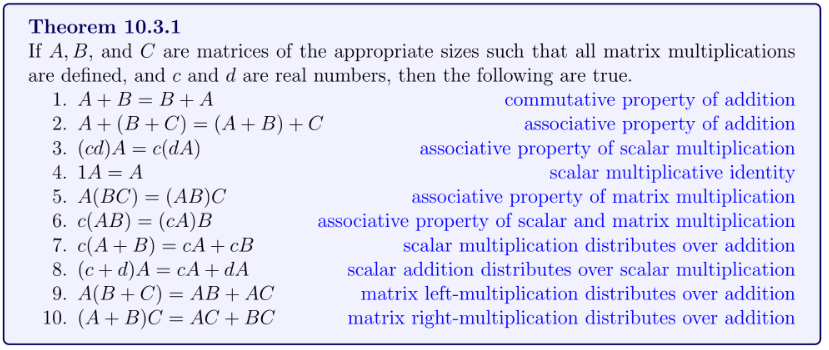 Theorem 10.3.1
If A, B, and C are matrices of the appropriate sizes such that all matrix multiplications
are defined, and c and d are real numbers, then the following are true.
1. A + B = B + A commutative property of addition
2. A + (B + C) = (A + B) + C associative property of addition
3. (cd)A = c(dA) associative property of scalar multiplication
4. 1A = A scalar multiplicative identity
5. A(BC) = (AB)C associative property of matrix multiplication
6. c(AB) = (cA)B associative property of scalar and matrix multiplication
7. c(A + B) = cA + cB scalar multiplication distributes over addition
8. (c + d)A = cA + dA scalar addition distributes over scalar multiplication
9. A(B + C) = AB + AC matrix left-multiplication distributes over addition
10. (A + B)C = AC + BC matrix right-multiplication distributes over addition